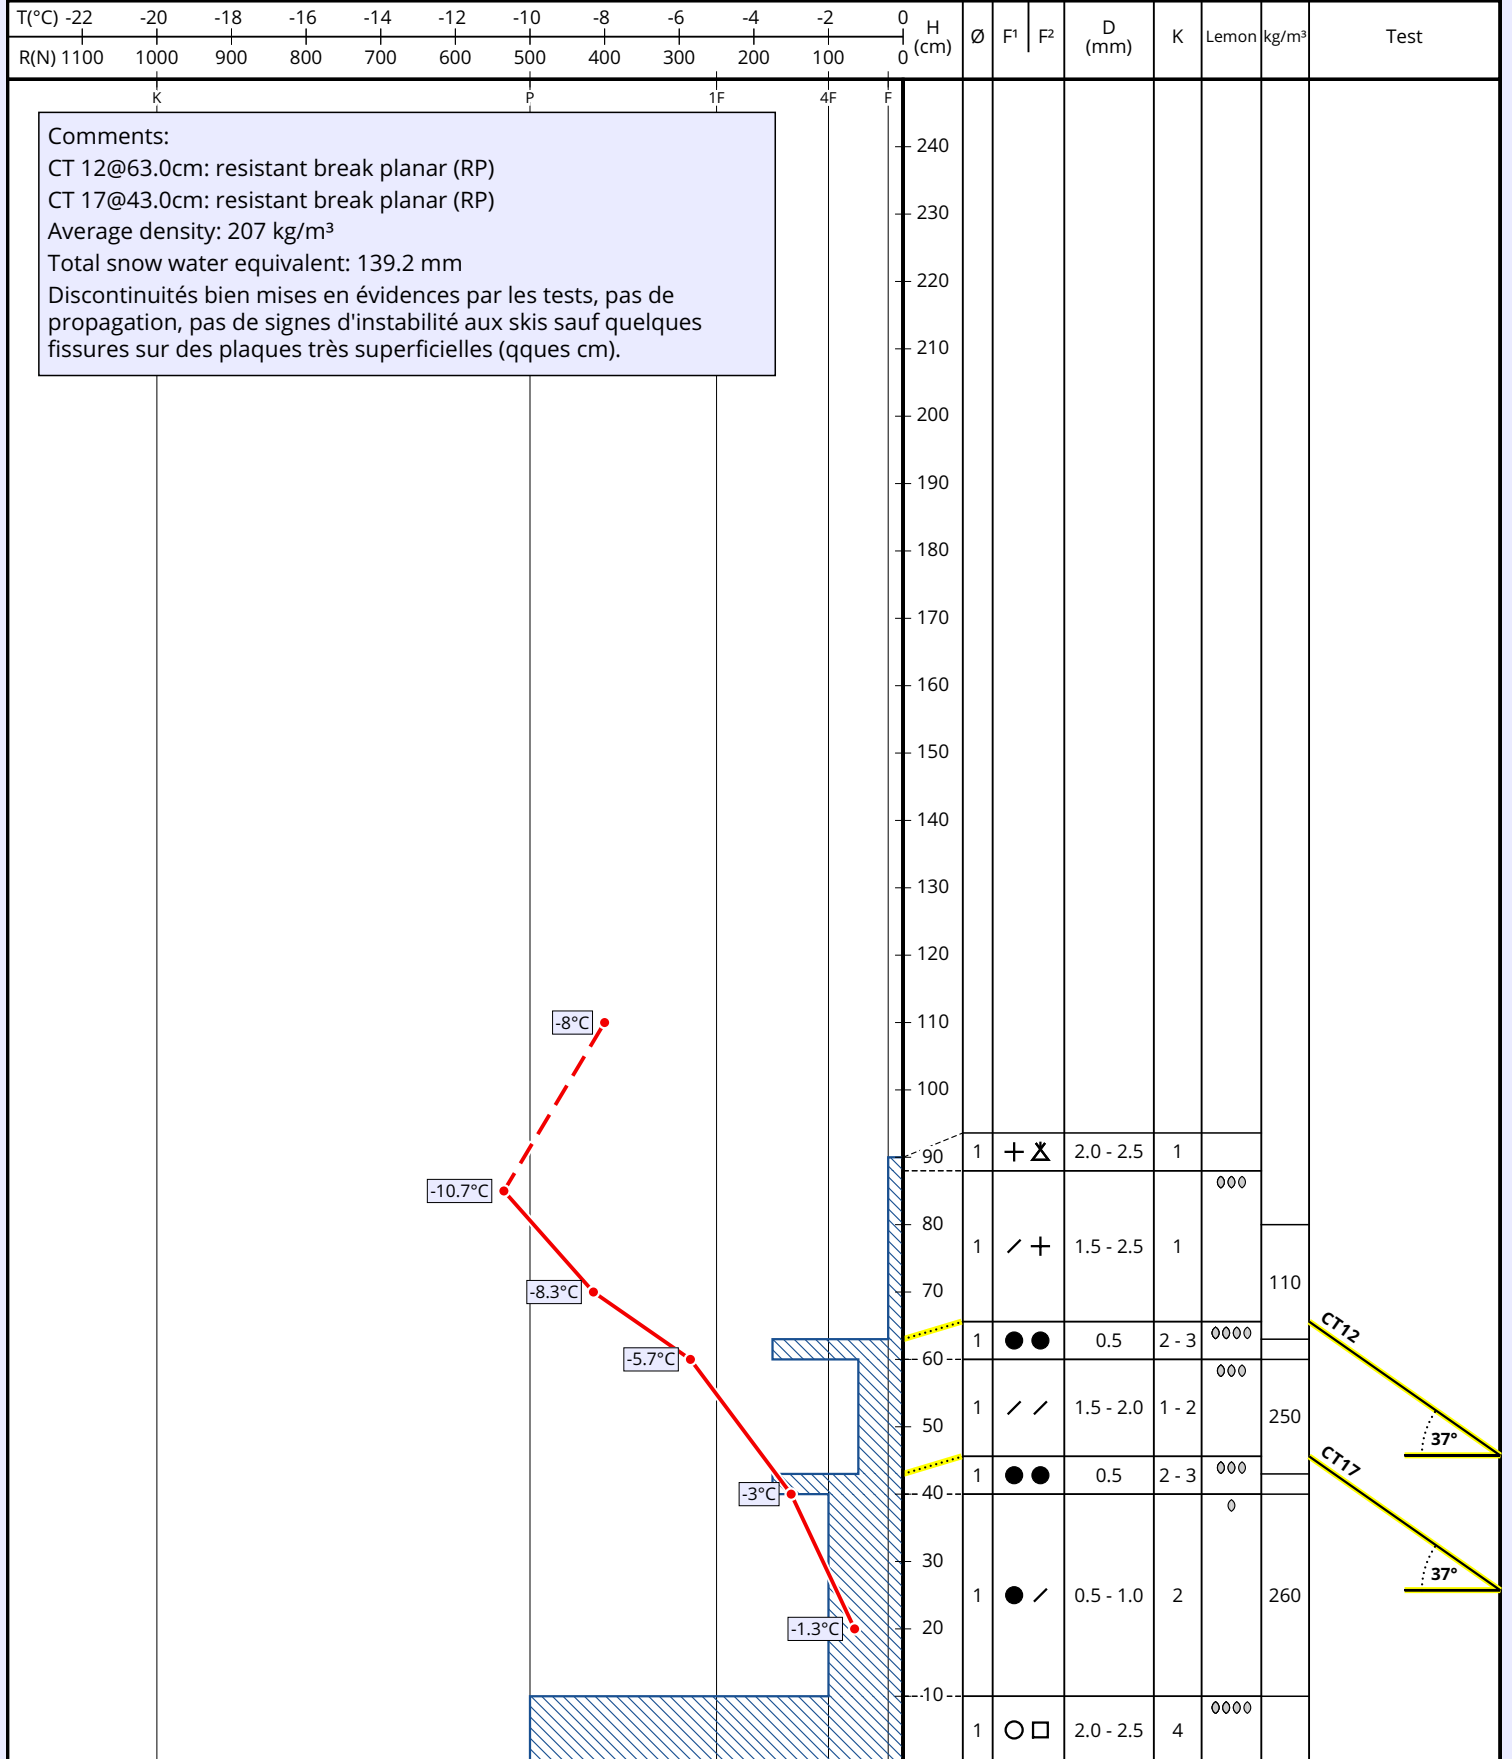 T(°C) -22 -20 -18 -16 -14 -12 -10 -8 -6 -4 -2 0
R(N) 1100 1000 900 800 700 600 500 400 300 200 100 0
H (cm) Ø F¹ F² D (mm) K Lemon kg/m³ Test
K P 1F 4F F
Comments:
CT 12@63.0cm: resistant break planar (RP)
CT 17@43.0cm: resistant break planar (RP)
Average density: 207 kg/m³
Total snow water equivalent: 139.2 mm
Discontinuités bien mises en évidences par les tests, pas de
propagation, pas de signes d'instabilité aux skis sauf quelques
fissures sur des plaques très superficielles (qques cm).
240
230
220
210
200
190
180
170
160
150
140
130
120
-8°C 110
100
90 1 2.0 - 2.5 1
-10.7°C
80
1 1.5 - 2.5 1
-8.3°C 70 110
CT12
1 0.5 2 - 3
-5.7°C 60
1 1.5 - 2.0 1 - 2
50 250
37°
CT17
1 0.5 2 - 3
-3°C 40
30
37°
1 0.5 - 1.0 2 260
-1.3°C 20
10
1 2.0 - 2.5 4